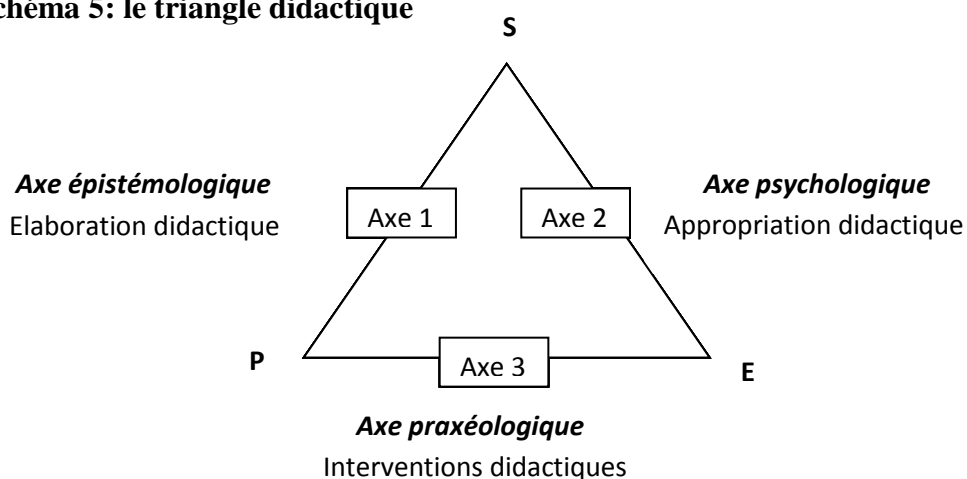 chéma 5: le triangle didactique
S
Axe épistémologique
Elaboration didactique
Axe 1
Axe 2
Axe psychologique
Appropriation didactique
P
Axe 3
E
Axe praxéologique
Interventions didactiques